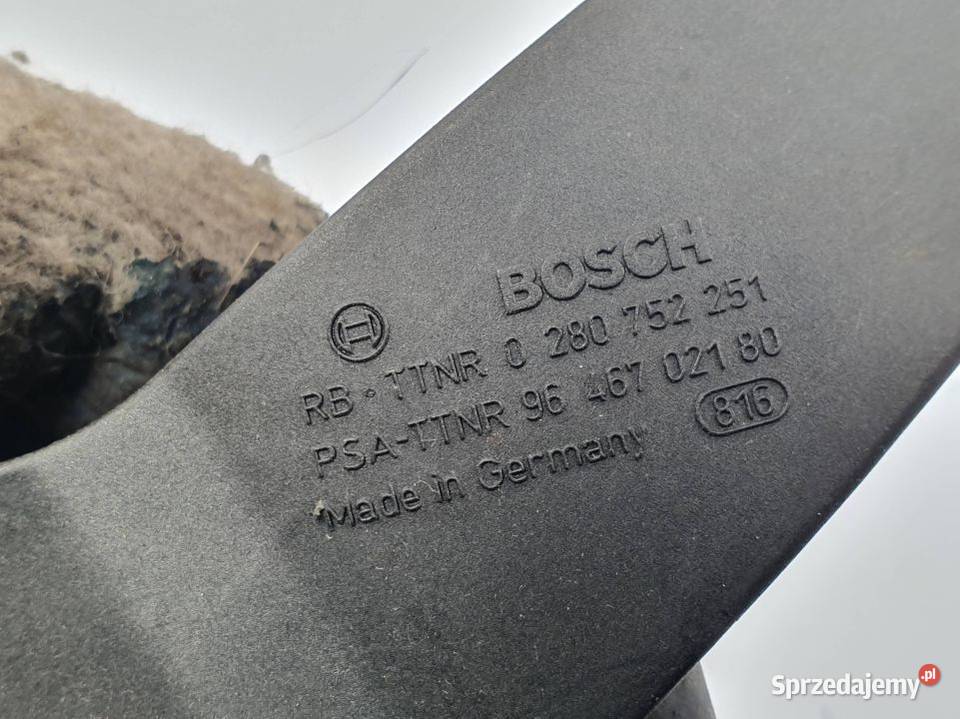 BOSCH
RB-TTNR 0 280 752 251
PSA-TTNR 96 467 021 80
816
Made in Germany
Sprzedajemy.pl